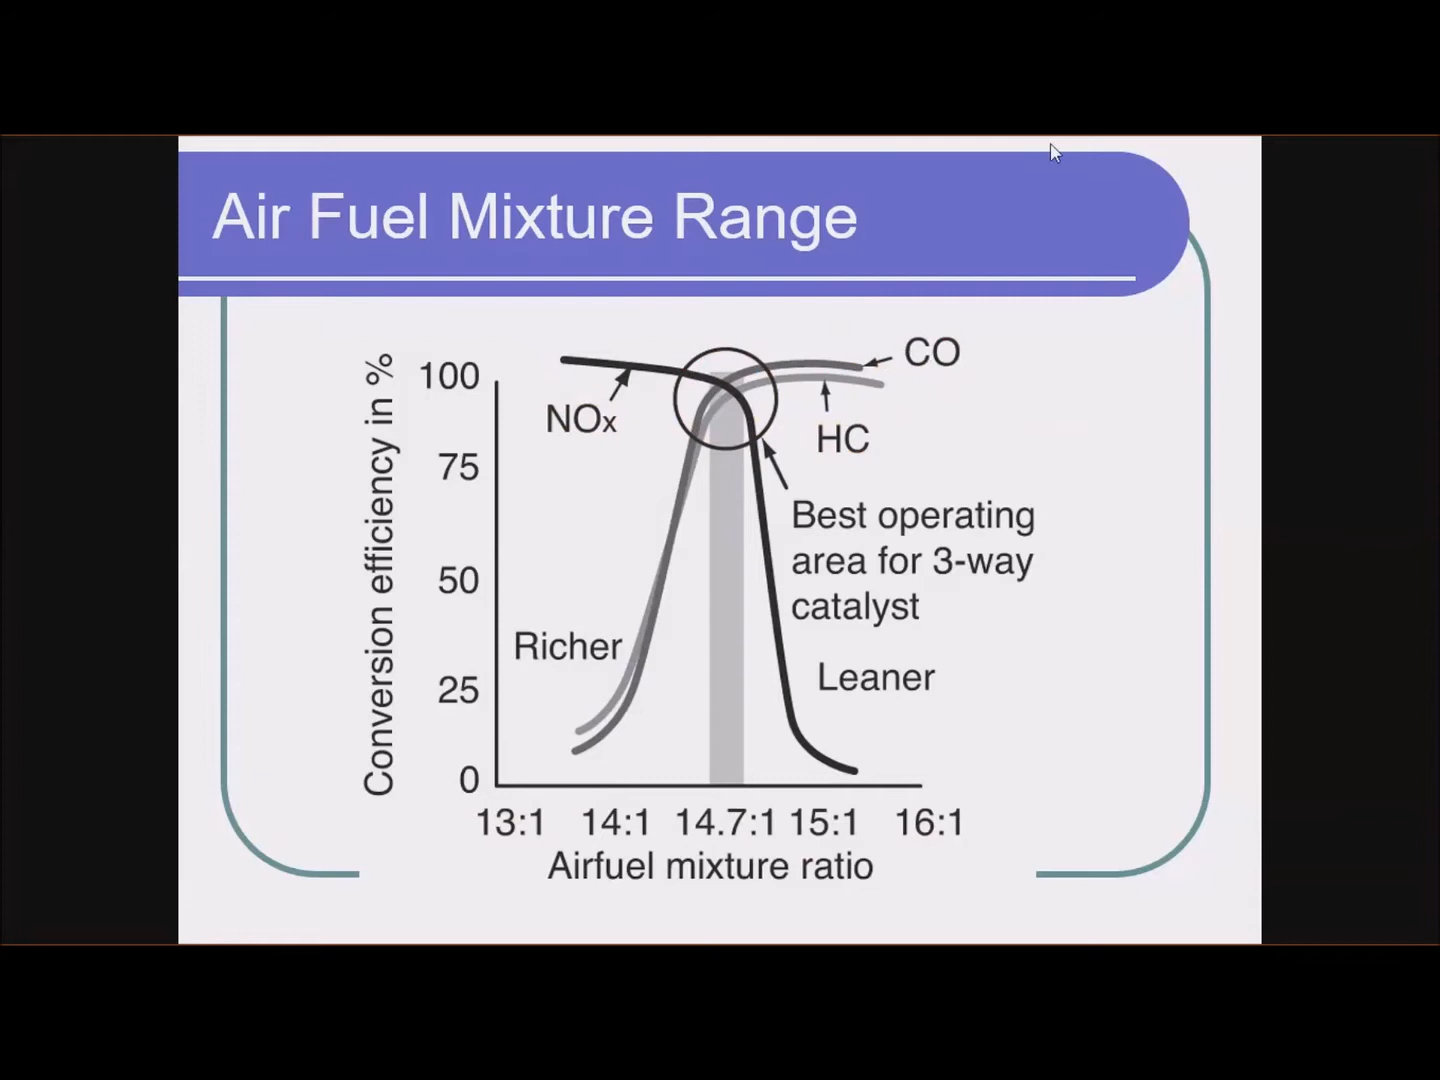 Air Fuel Mixture Range
Conversion efficiency in %
100
75
50
25
0
NOx
CO
HC
Best operating
area for 3-way
catalyst
Richer
Leaner
13:1 14:1 14.7:1 15:1 16:1
Airfuel mixture ratio